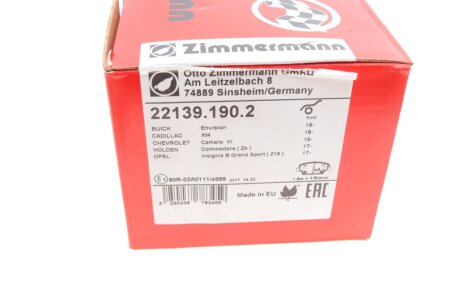 Zimmermann
Otto Zimmermann GmbH
Am Leitzelbach 8
74889 Sinsheim/Germany
22139.190.2
front
BUICK Envision 16-
CADILLAC Xt4 18-
CHEVROLET Camaro VI 16-
HOLDEN Commodore ( Zb ) 17-
OPEL Insignia B Grand Sport ( Z18 ) 17-
E1 90R-02A0111/4899
Made in EU
EAC